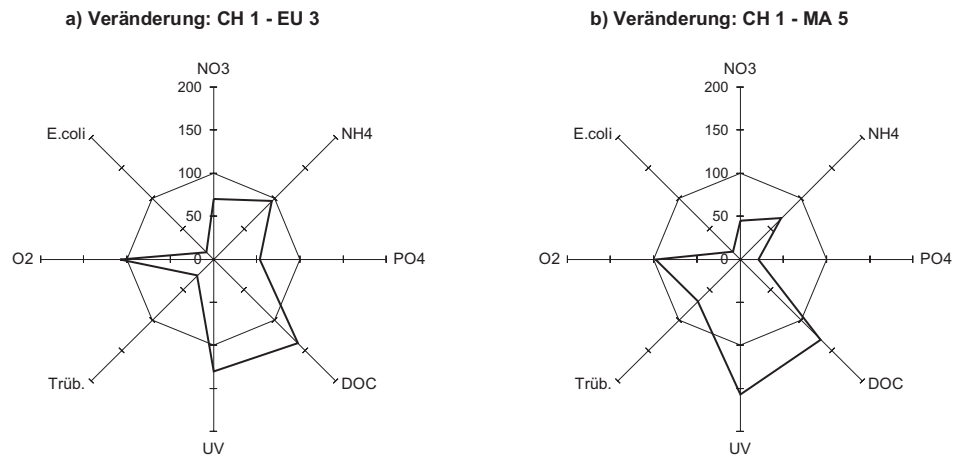 a) Veränderung: CH 1 - EU 3
NO3
200
150
100
50
0
NH4
PO4
DOC
UV
Trüb.
O2
E.coli
b) Veränderung: CH 1 - MA 5
NO3
200
150
100
50
0
NH4
PO4
DOC
UV
Trüb.
O2
E.coli